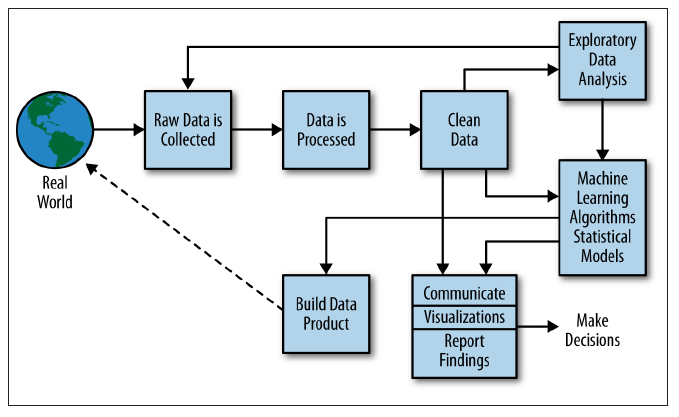 Exploratory
Data
Analysis
Raw Data is
Collected
Data is
Processed
Clean
Data
Real
World
Machine
Learning
Algorithms
Statistical
Models
Build Data
Product
Communicate
Visualizations
Report
Findings
Make
Decisions